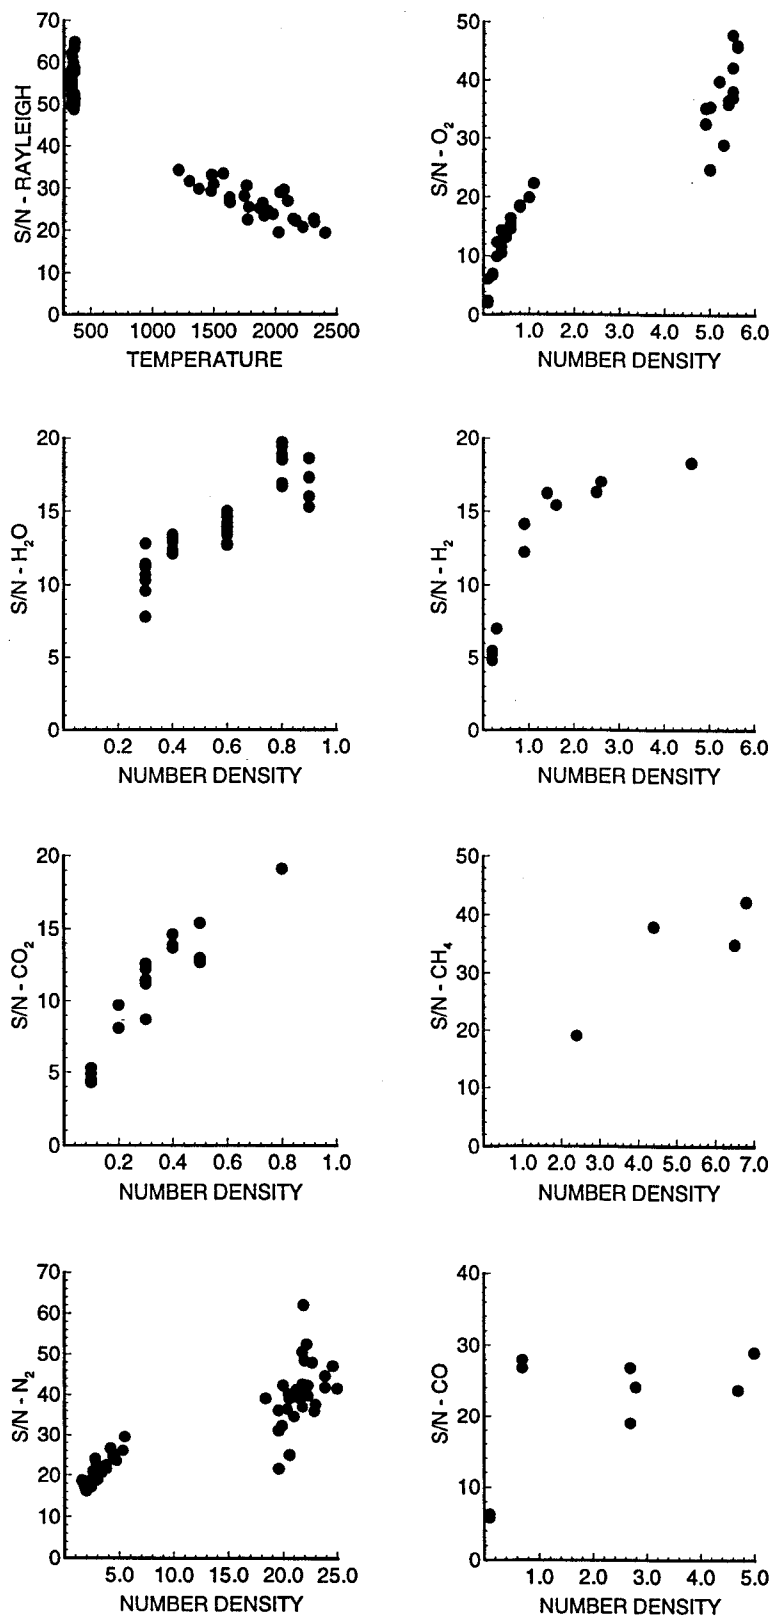 S/N - RAYLEIGH
70
60
50
40
30
20
10
0
500 1000 1500 2000 2500
TEMPERATURE
S/N - O2
50
40
30
20
10
0
1.0 2.0 3.0 4.0 5.0 6.0
NUMBER DENSITY
S/N - H2O
20
15
10
5
0
0.2 0.4 0.6 0.8 1.0
NUMBER DENSITY
S/N - H2
20
15
10
5
0
1.0 2.0 3.0 4.0 5.0 6.0
NUMBER DENSITY
S/N - CO2
20
15
10
5
0
0.2 0.4 0.6 0.8 1.0
NUMBER DENSITY
S/N - CH4
50
40
30
20
10
0
1.0 2.0 3.0 4.0 5.0 6.0 7.0
NUMBER DENSITY
S/N - N2
70
60
50
40
30
20
10
0
5.0 10.0 15.0 20.0 25.0
NUMBER DENSITY
S/N - CO
40
30
20
10
0
1.0 2.0 3.0 4.0 5.0
NUMBER DENSITY